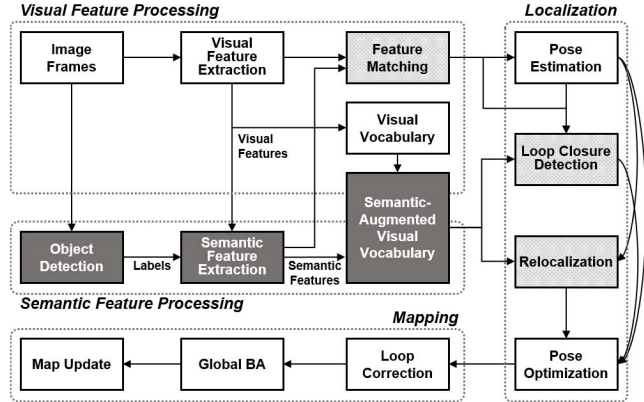 Visual Feature Processing
Localization
Image
Frames
Visual
Feature
Extraction
Feature
Matching
Pose
Estimation
Visual
Features
Visual
Vocabulary
Loop Closure
Detection
Semantic-
Augmented
Visual
Vocabulary
Object
Detection
Labels
Semantic
Feature
Extraction
Semantic
Features
Relocalization
Semantic Feature Processing
Mapping
Map Update
Global BA
Loop
Correction
Pose
Optimization